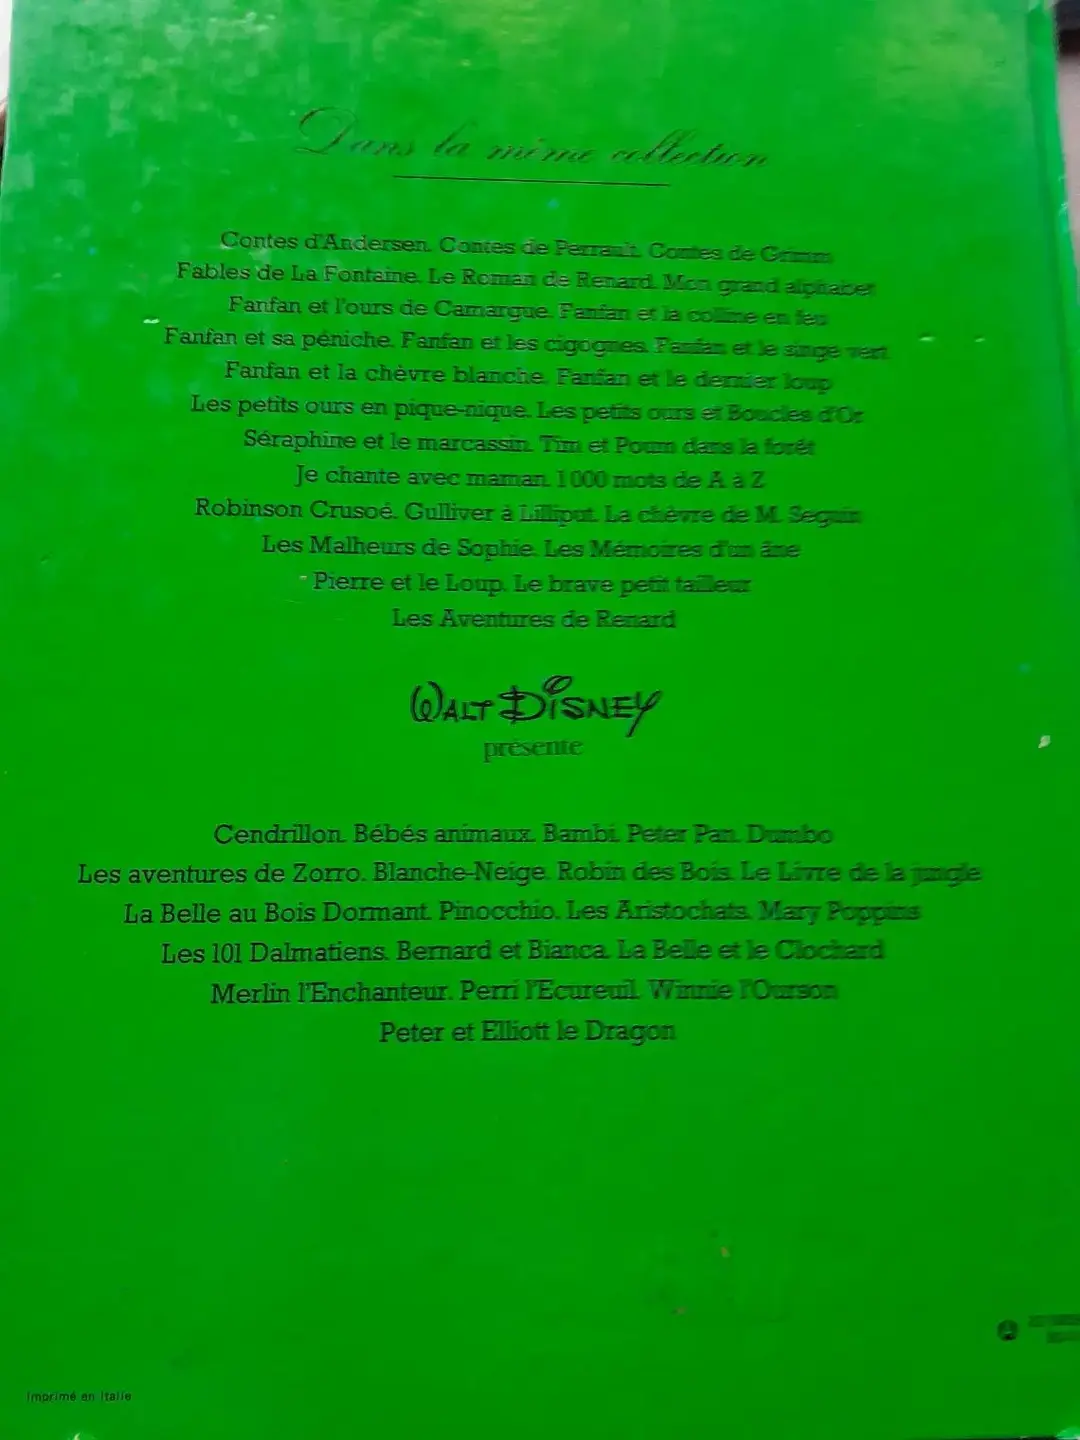 Dans la même collection
Contes d'Andersen. Contes de Perrault. Contes de Grimm
Fables de La Fontaine. Le Roman de Renard. Mon grand alphabet
Fanfan et l'ours de Camargue. Fanfan et la colline en feu
Fanfan et sa péniche. Fanfan et les cigognes. Fanfan et le singe vert
Fanfan et la chèvre blanche. Fanfan et le dernier loup
Les petits ours en pique-nique. Les petits ours et Boucles d'Or
Séraphine et le marcassin. Tim et Poum dans la forêt
Je chante avec maman. 1000 mots de A à Z
Robinson Crusoé. Gulliver à Lilliput. La chèvre de M. Seguin
Les Malheurs de Sophie. Les Mémoires d'un âne
Pierre et le Loup. Le brave petit tailleur
Les Aventures de Renard
WALT DISNEY
présente
Cendrillon. Bébés animaux. Bambi. Peter Pan. Dumbo
Les aventures de Zorro. Blanche-Neige. Robin des Bois. Le Livre de la jungle
La Belle au Bois Dormant. Pinocchio. Les Aristochats. Mary Poppins
Les 101 Dalmatiens. Bernard et Bianca. La Belle et le Clochard
Merlin l'Enchanteur. Perri l'Ecureuil. Winnie l'Ourson
Peter et Elliott le Dragon
Imprimé en Italie